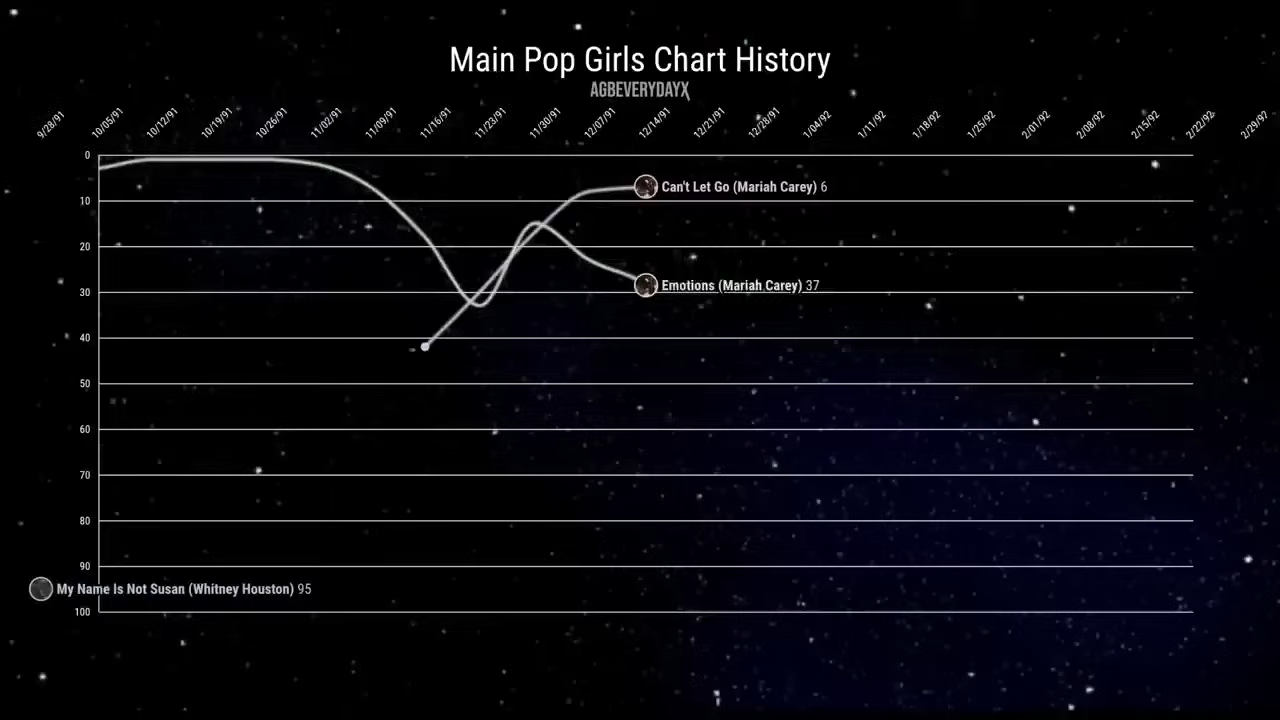 Main Pop Girls Chart History
AGBEVERYDAYX
9/28/91 10/05/91 10/12/91 10/19/91 10/26/91 11/02/91 11/09/91 11/16/91 11/23/91 11/30/91 12/07/91 12/14/91 12/21/91 12/28/91 1/04/92 1/11/92 1/18/92 1/25/92 2/01/92 2/08/92 2/15/92 2/22/92 2/29/92
0
Can't Let Go (Mariah Carey) 6
10
20
Emotions (Mariah Carey) 37
30
40
50
60
70
80
90
My Name Is Not Susan (Whitney Houston) 95
100